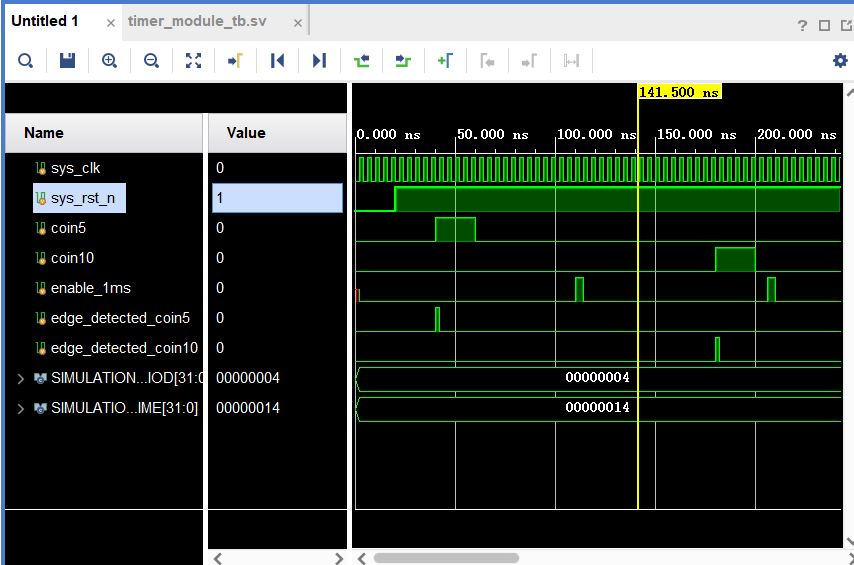 Untitled 1 × timer_module_tb.sv ×
?
141.500 ns
Name Value
0.000 ns 50.000 ns 100.000 ns 150.000 ns 200.000 ns
sys_clk 0
sys_rst_n 1
coin5 0
coin10 0
enable_1ms 0
edge_detected_coin5 0
edge_detected_coin10 0
SIMULATION...IOD[31:0 00000004 00000004
SIMULATIO...IME[31:0] 00000014 00000014